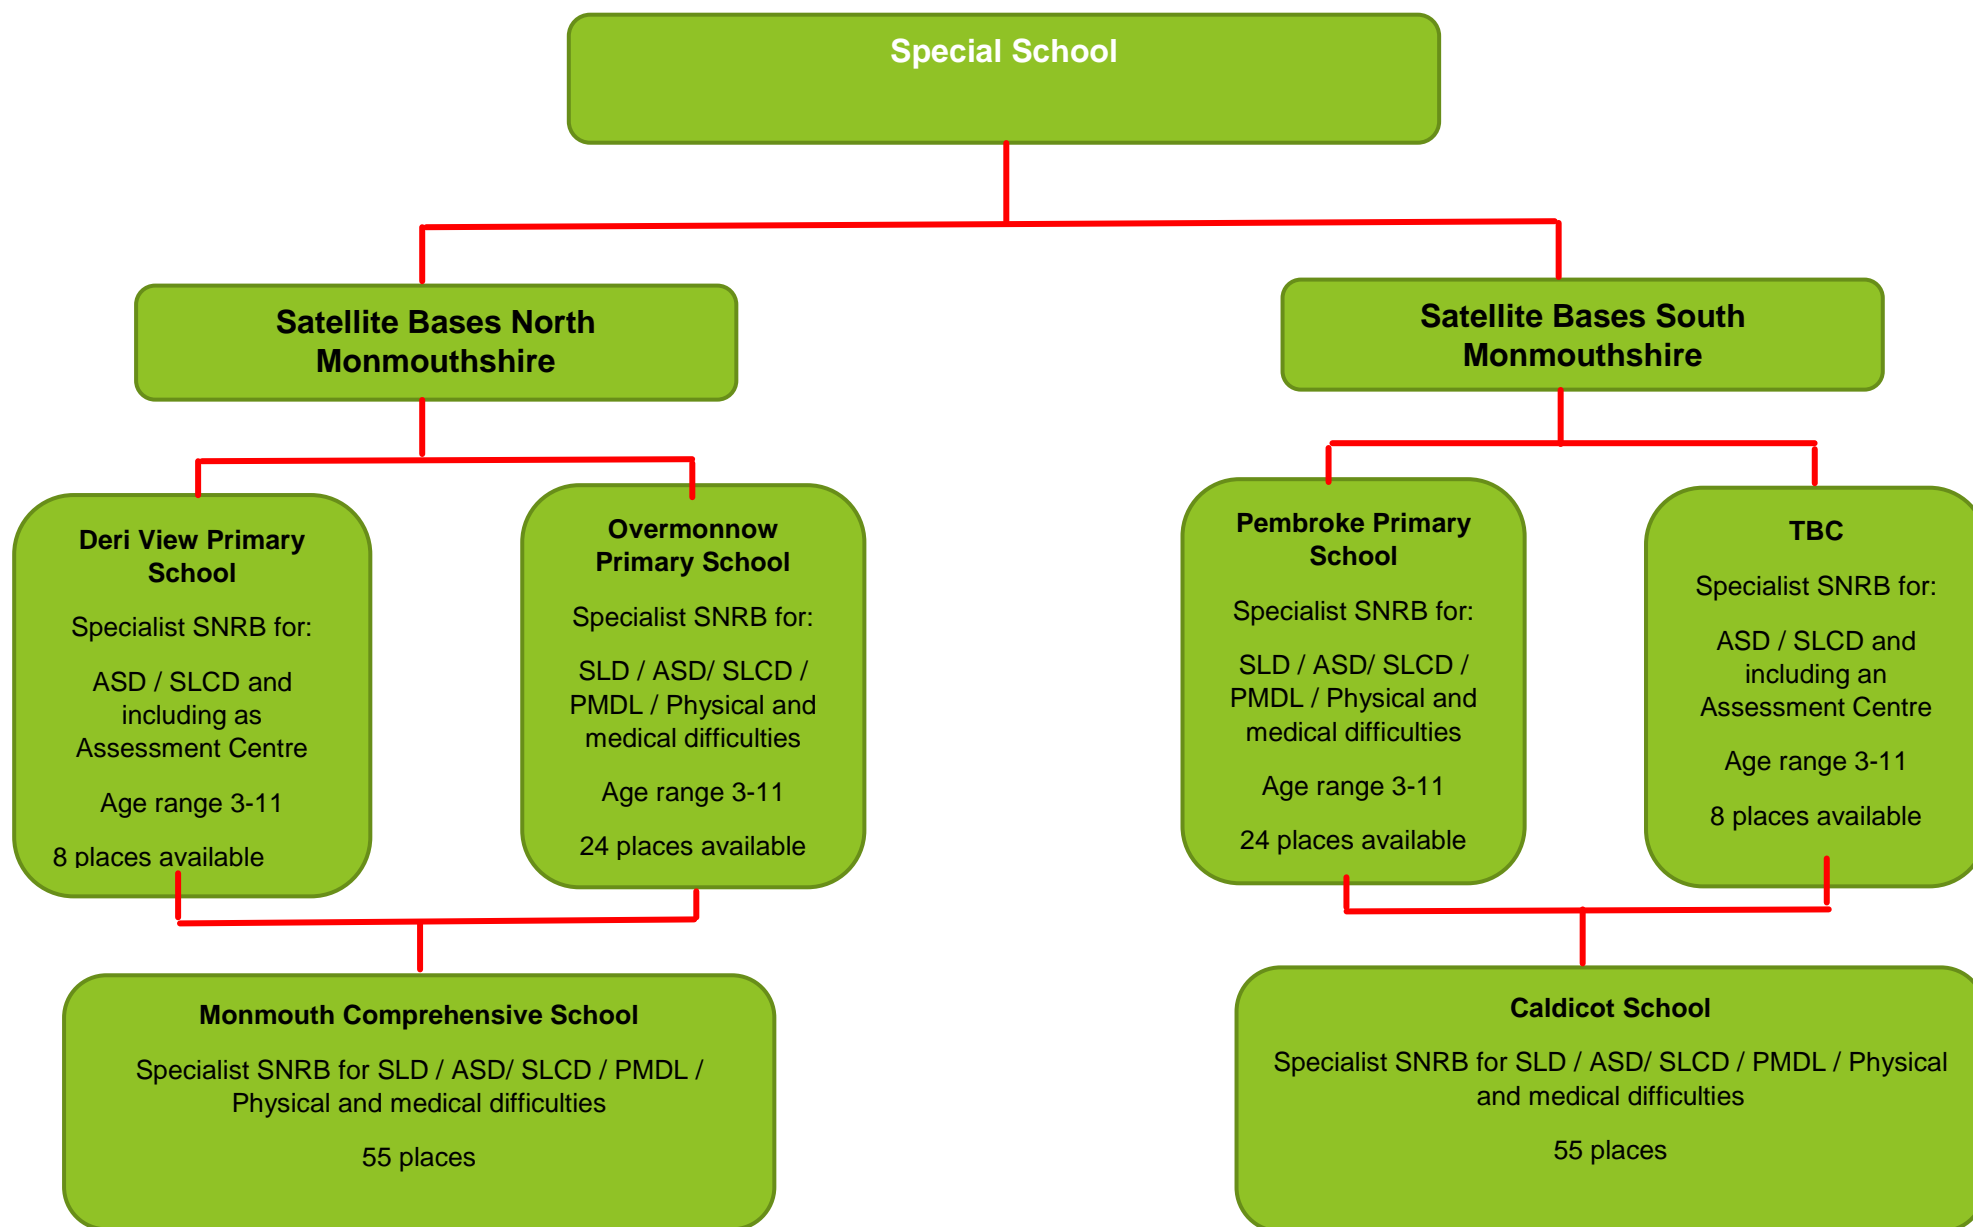 Special School
Satellite Bases North
Monmouthshire
Satellite Bases South
Monmouthshire
Deri View Primary
School
Specialist SNRB for:
ASD / SLCD and
including as
Assessment Centre
Age range 3-11
8 places available
Overmonnow
Primary School
Specialist SNRB for:
SLD / ASD/ SLCD /
PMDL / Physical and
medical difficulties
Age range 3-11
24 places available
Pembroke Primary
School
Specialist SNRB for:
SLD / ASD/ SLCD /
PMDL / Physical and
medical difficulties
Age range 3-11
24 places available
TBC
Specialist SNRB for:
ASD / SLCD and
including an
Assessment Centre
Age range 3-11
8 places available
Monmouth Comprehensive School
Specialist SNRB for SLD / ASD/ SLCD / PMDL /
Physical and medical difficulties
55 places
Caldicot School
Specialist SNRB for SLD / ASD/ SLCD / PMDL / Physical
and medical difficulties
55 places